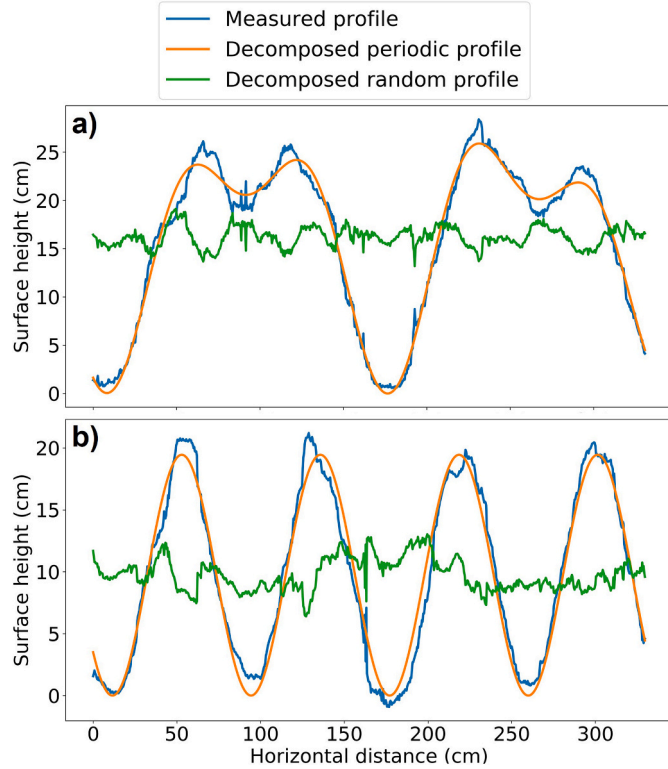 Measured profile
Decomposed periodic profile
Decomposed random profile
a)
25
20
15
10
5
0
Surface height (cm)
b)
20
15
10
5
0
Surface height (cm)
0 50 100 150 200 250 300
Horizontal distance (cm)